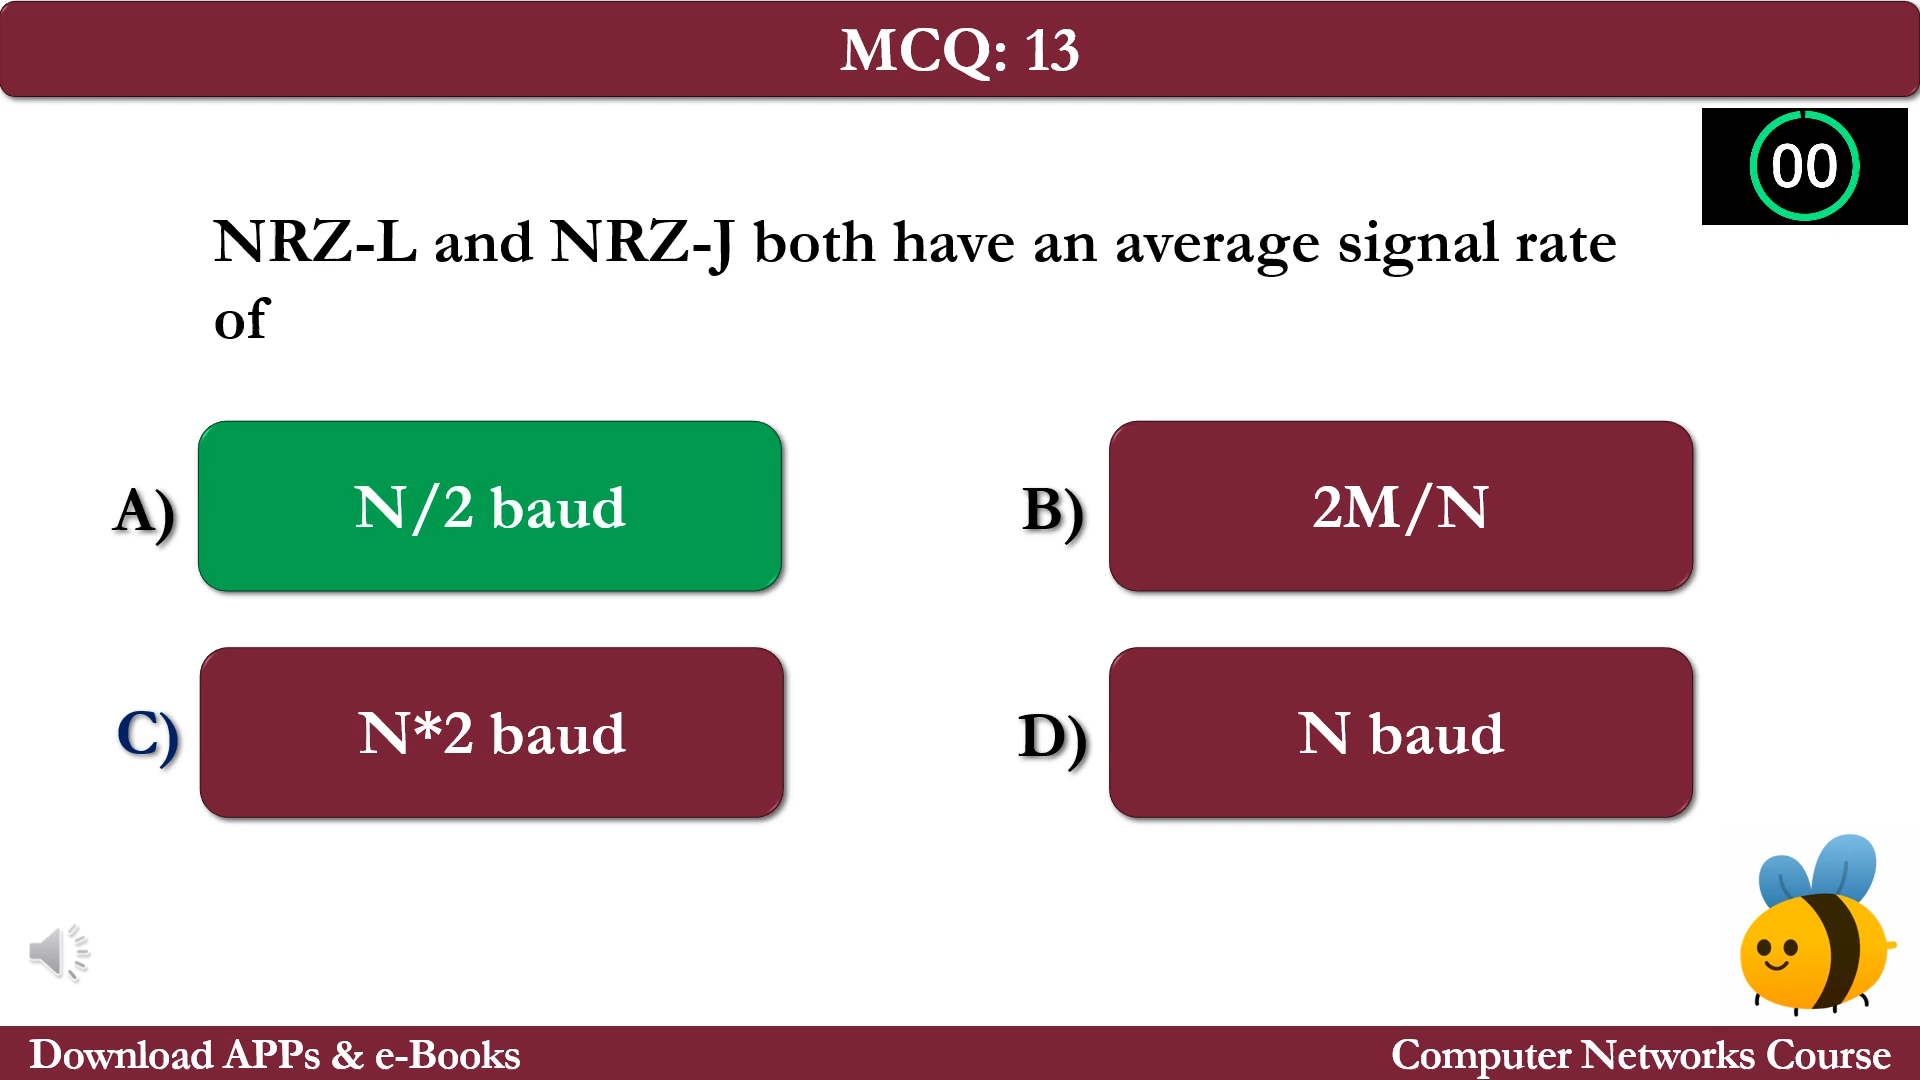 MCQ: 13
00
NRZ-L and NRZ-J both have an average signal rate
of
A) N/2 baud
B) 2M/N
C) N*2 baud
D) N baud
Download APPs & e-Books
Computer Networks Course